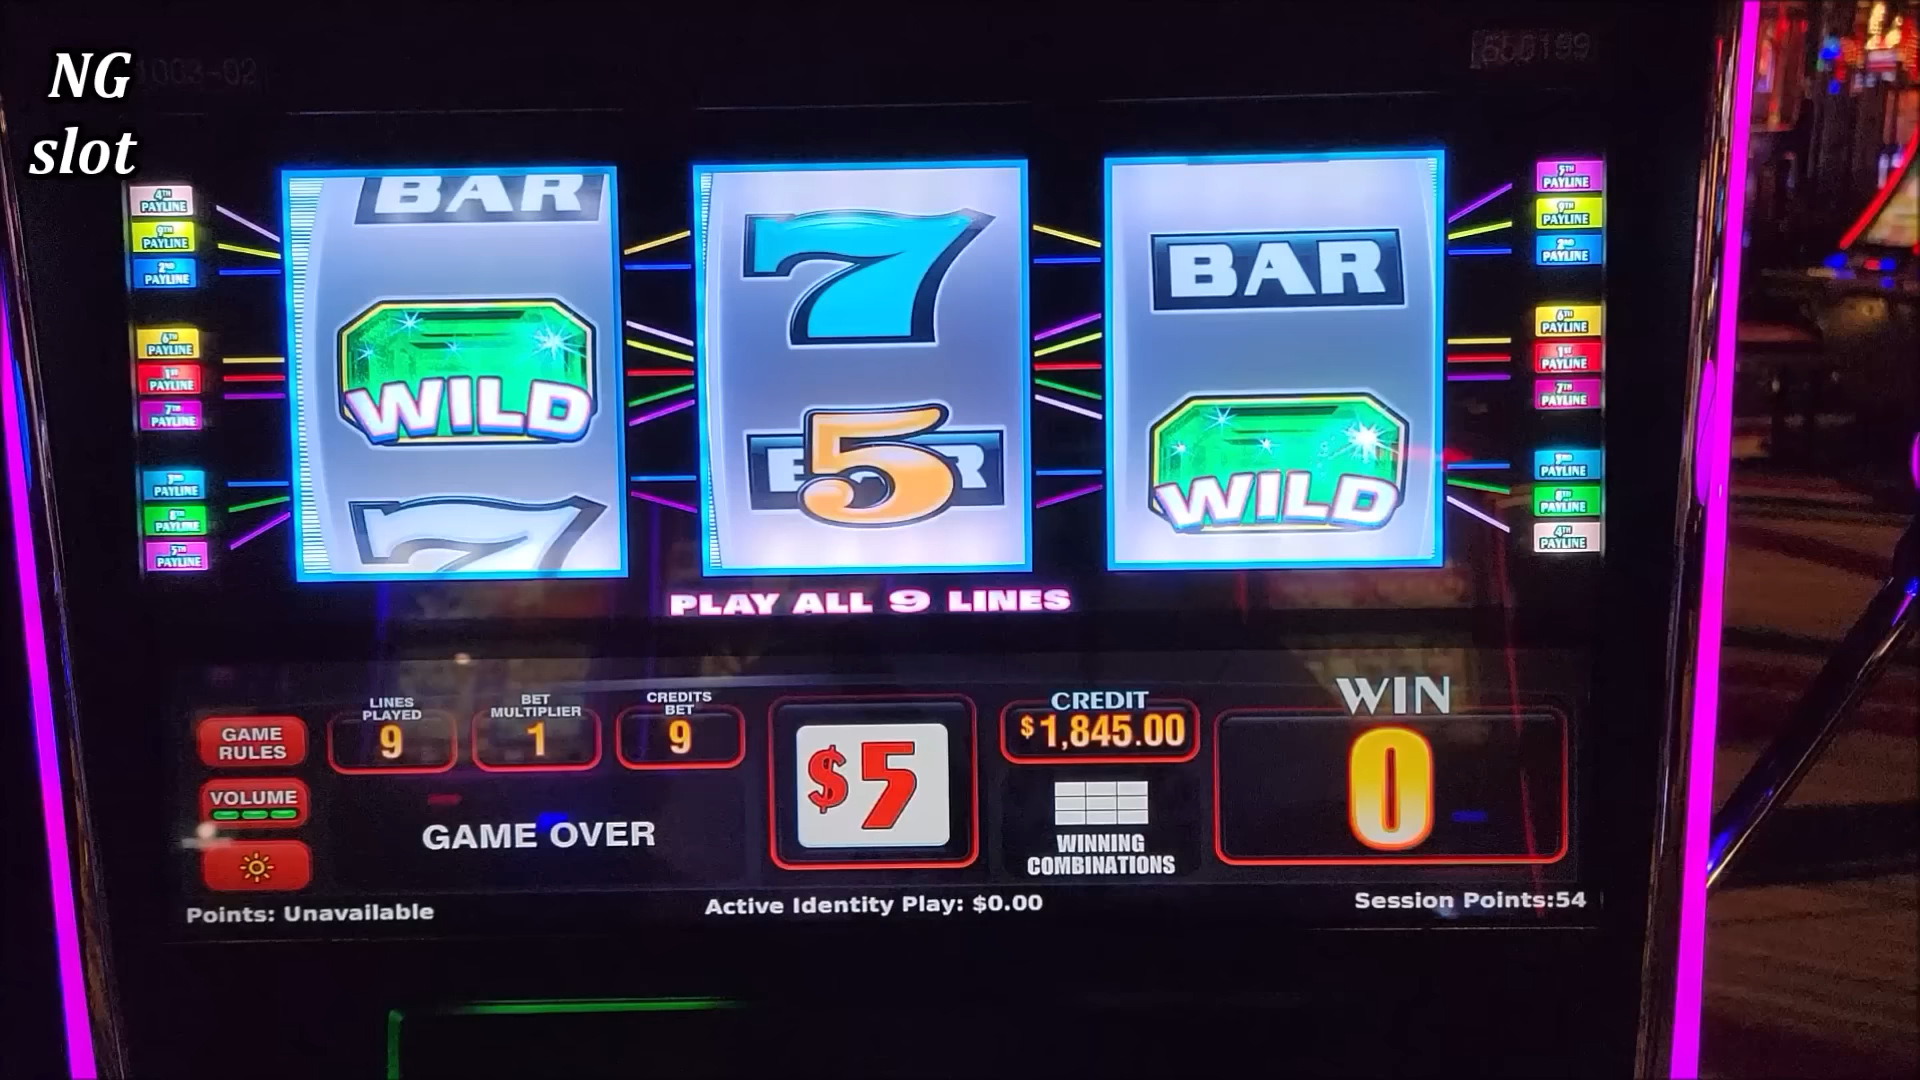 NG
slot
4TH PAYLINE
9TH PAYLINE
2ND PAYLINE
6TH PAYLINE
1ST PAYLINE
7TH PAYLINE
3RD PAYLINE
8TH PAYLINE
5TH PAYLINE
BAR
WILD
7
7
5
BAR
BAR
WILD
5TH PAYLINE
9TH PAYLINE
2ND PAYLINE
6TH PAYLINE
1ST PAYLINE
7TH PAYLINE
3RD PAYLINE
8TH PAYLINE
4TH PAYLINE
PLAY ALL 9 LINES
GAME RULES
LINES PLAYED
9
BET MULTIPLIER
1
CREDITS BET
9
$5
CREDIT
$1,845.00
WIN
0
VOLUME
GAME OVER
WINNING COMBINATIONS
Points: Unavailable
Active Identity Play: $0.00
Session Points:54